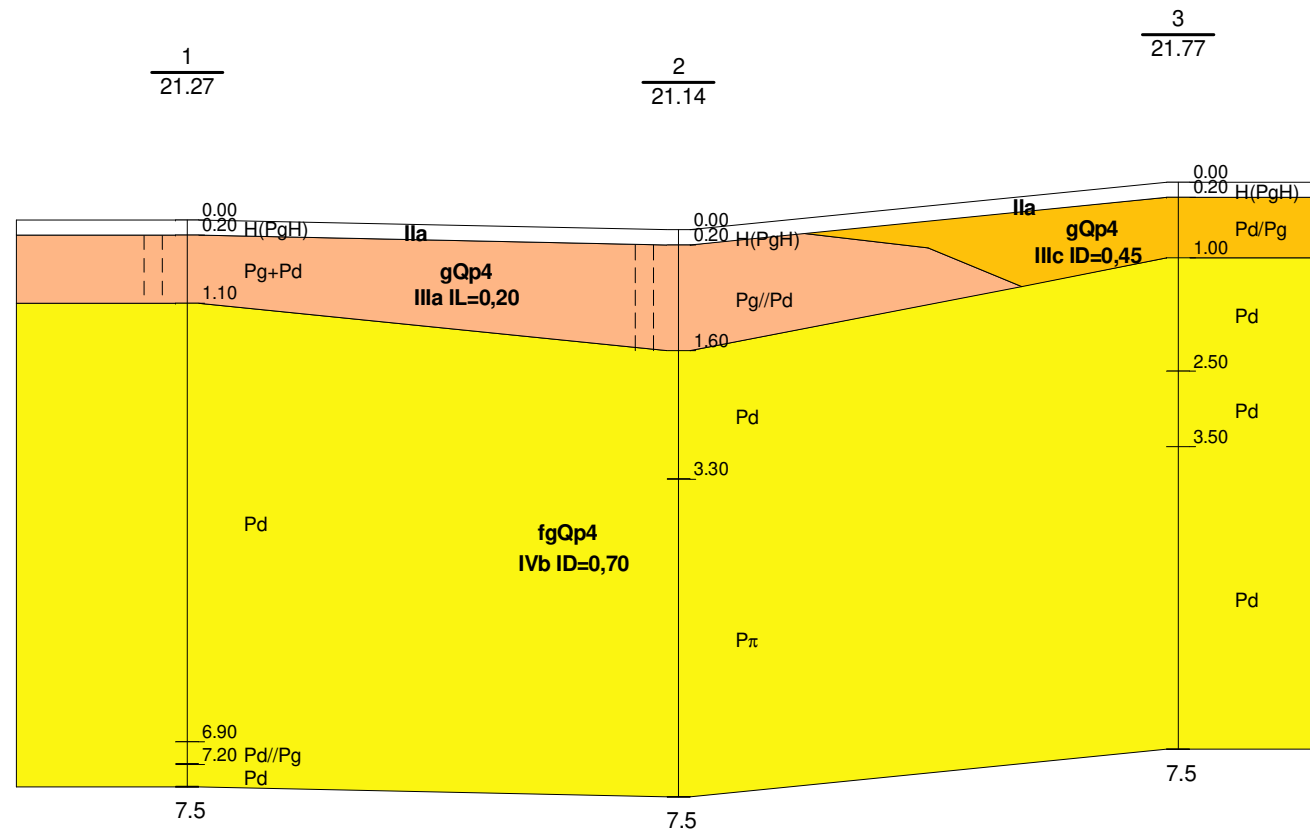 1
21.27
2
21.14
3
21.77
0.00
0.20
H(PgH)
Pg+Pd
1.10
Pd
6.90
7.20 Pd//Pg
Pd
7.5
IIa
gQp4
IIIa IL=0,20
0.00
0.20
H(PgH)
Pg//Pd
1.60
Pd
3.30
fgQp4
IVb ID=0,70
Pπ
7.5
IIa
gQp4
IIIc ID=0,45
0.00
0.20
H(PgH)
Pd/Pg
1.00
Pd
2.50
Pd
3.50
Pd
7.5